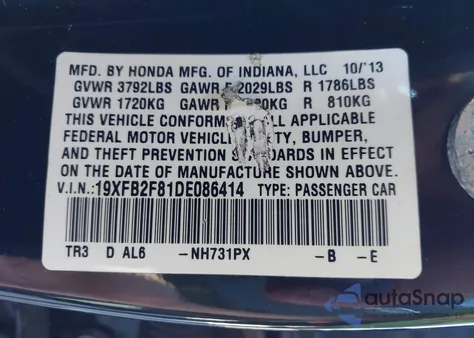 MFD. BY HONDA MFG. OF INDIANA, LLC 10/'13
GVWR 3792LBS GAWR 2029LBS R 1786LBS
GVWR 1720KG GAWR KG R 810KG
THIS VEHICLE CONFORM ALL APPLICABLE
FEDERAL MOTOR VEHICL ETY, BUMPER,
AND THEFT PREVENTION S ARDS IN EFFECT
ON THE DATE OF MANUFACTURE SHOWN ABOVE.
V.I.N.: 19XFB2F81DE086414 TYPE: PASSENGER CAR
TR3 D AL6 -NH731PX -B -E
autoSnap